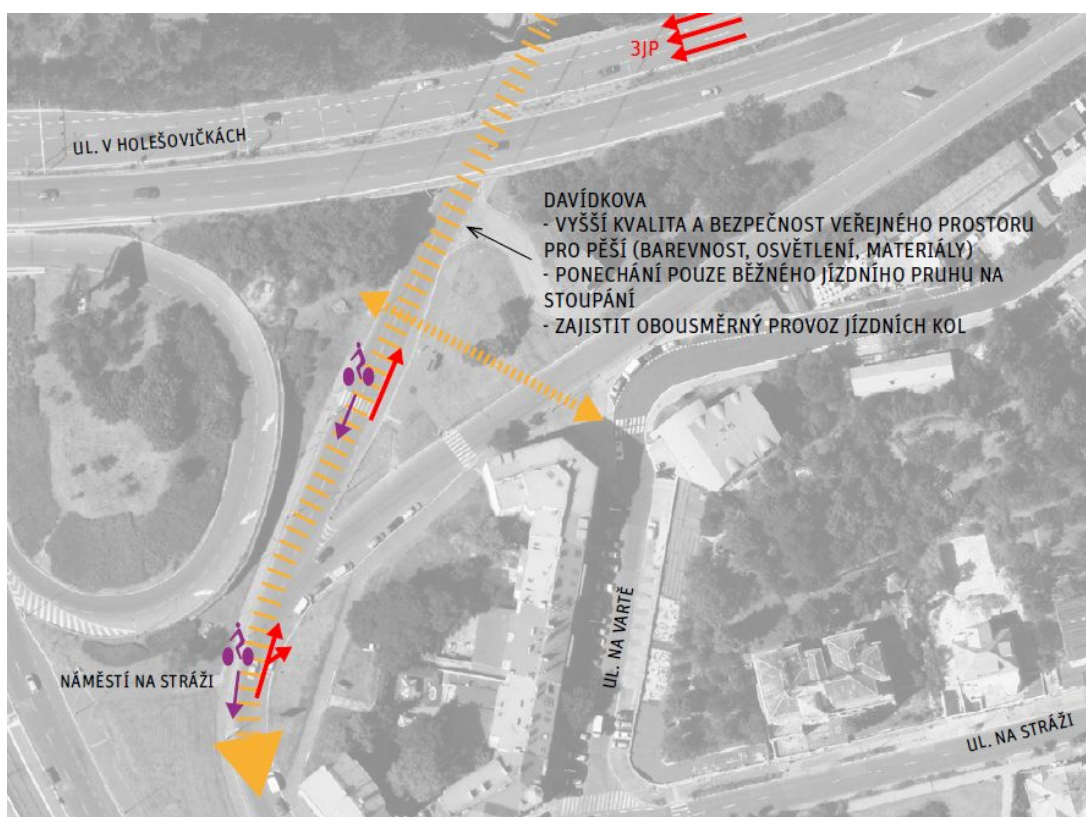 3JP
UL. V HOLEŠOVIČKÁCH
DAVÍDKOVA
- VYŠŠÍ KVALITA A BEZPEČNOST VEŘEJNÉHO PROSTORU
PRO PĚŠÍ (BAREVNOST, OSVĚTLENÍ, MATERIÁLY)
- PONECHÁNÍ POUZE BĚŽNÉHO JÍZDNÍHO PRUHU NA
STOUPÁNÍ
- ZAJISTIT OBOUSMĚRNÝ PROVOZ JÍZDNÍCH KOL
UL. NA VARTĚ
NÁMĚSTÍ NA STRÁŽI
UL. NA STRÁŽI